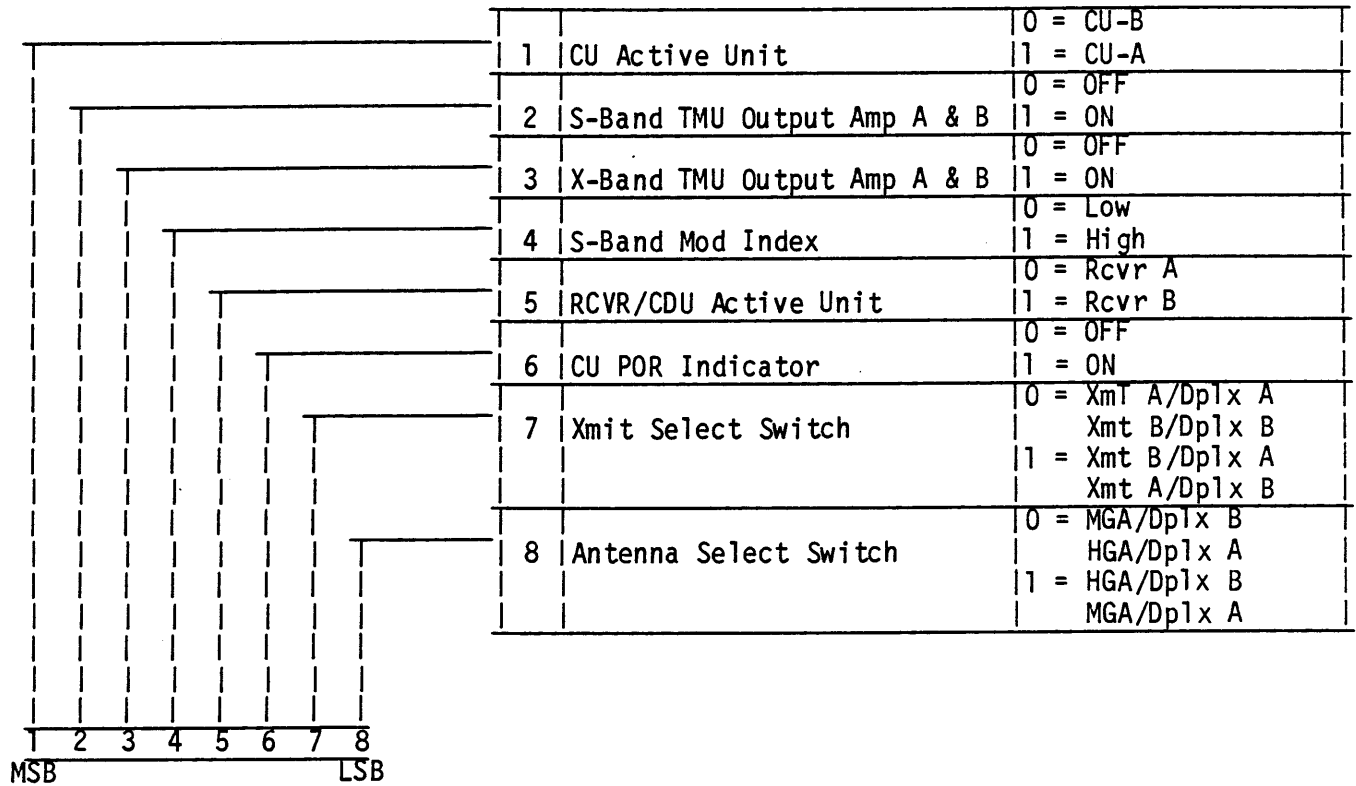 0 = CU-B
1 CU Active Unit 1 = CU-A
0 = OFF
2 S-Band TMU Output Amp A & B 1 = ON
0 = OFF
3 X-Band TMU Output Amp A & B 1 = ON
0 = Low
4 S-Band Mod Index 1 = High
0 = Rcvr A
5 RCVR/CDU Active Unit 1 = Rcvr B
0 = OFF
6 CU POR Indicator 1 = ON
0 = XmT A/Dplx A
7 Xmit Select Switch Xmt B/Dplx B
1 = Xmt B/Dplx A
Xmt A/Dplx B
0 = MGA/Dplx B
8 Antenna Select Switch HGA/Dplx A
1 = HGA/Dplx B
MGA/Dplx A
1 2 3 4 5 6 7 8
MSB LSB